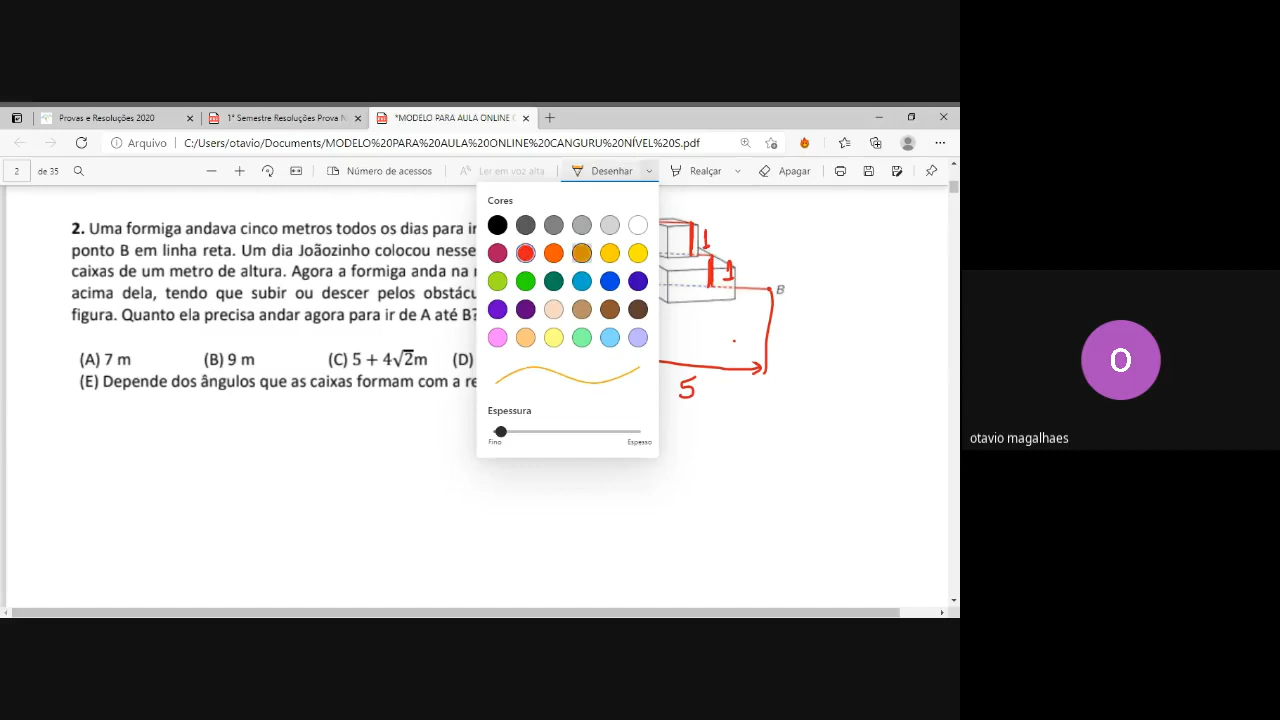 Provas e Resoluções 2020
1° Semestre Resoluções Prova N
*MODELO PARA AULA ONLINE C
Arquivo
C:/Users/otavio/Documents/MODELO%20PARA%20AULA%20ONLINE%20CANGURU%20NÍVEL%20S.pdf
2 de 35
Número de acessos
Ler em voz alta
Desenhar
Realçar
Apagar
Cores
2. Uma formiga andava cinco metros todos os dias para ir
ponto B em linha reta. Um dia Joãozinho colocou nesse
caixas de um metro de altura. Agora a formiga anda na
acima dela, tendo que subir ou descer pelos obstácu
figura. Quanto ela precisa andar agora para ir de A até B?
(A) 7 m (B) 9 m (C) 5 + 4√2m (D)
(E) Depende dos ângulos que as caixas formam com a re
1
1
B
5
Espessura
Fino
Espesso
O
otavio magalhaes